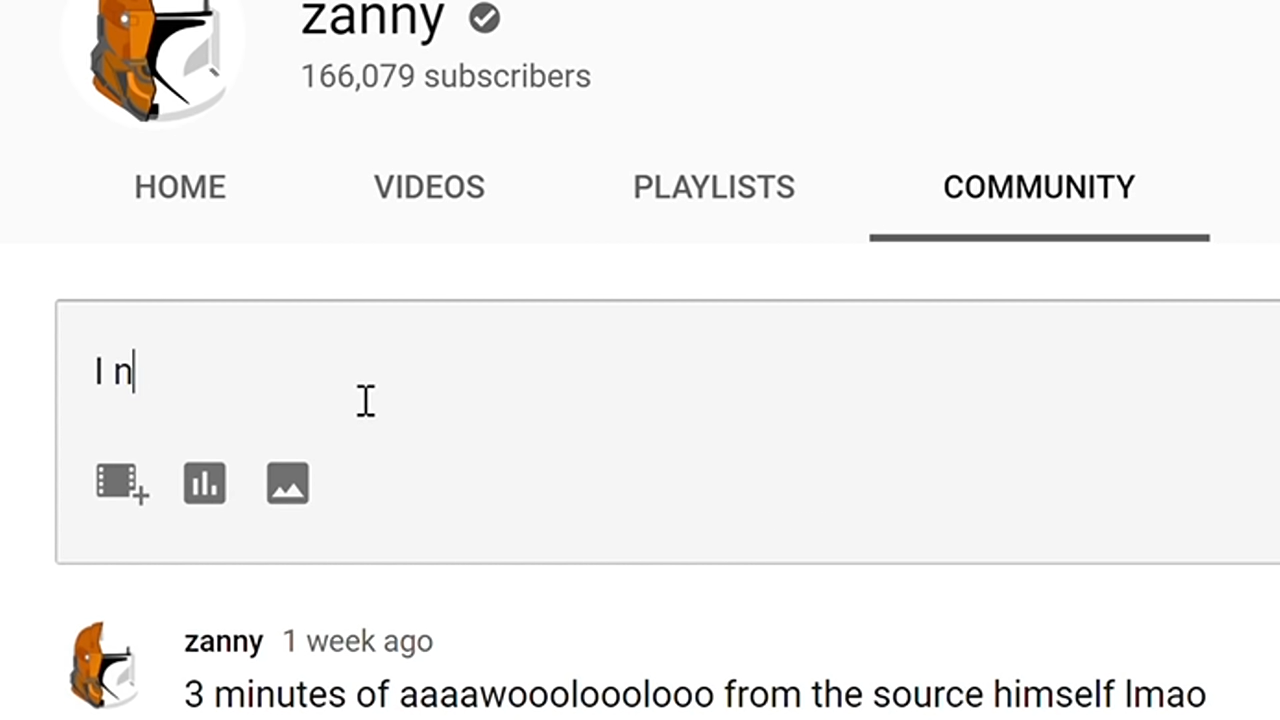 zanny
166,079 subscribers
HOME VIDEOS PLAYLISTS COMMUNITY
I n
zanny 1 week ago
3 minutes of aaaawooolooolooo from the source himself lmao